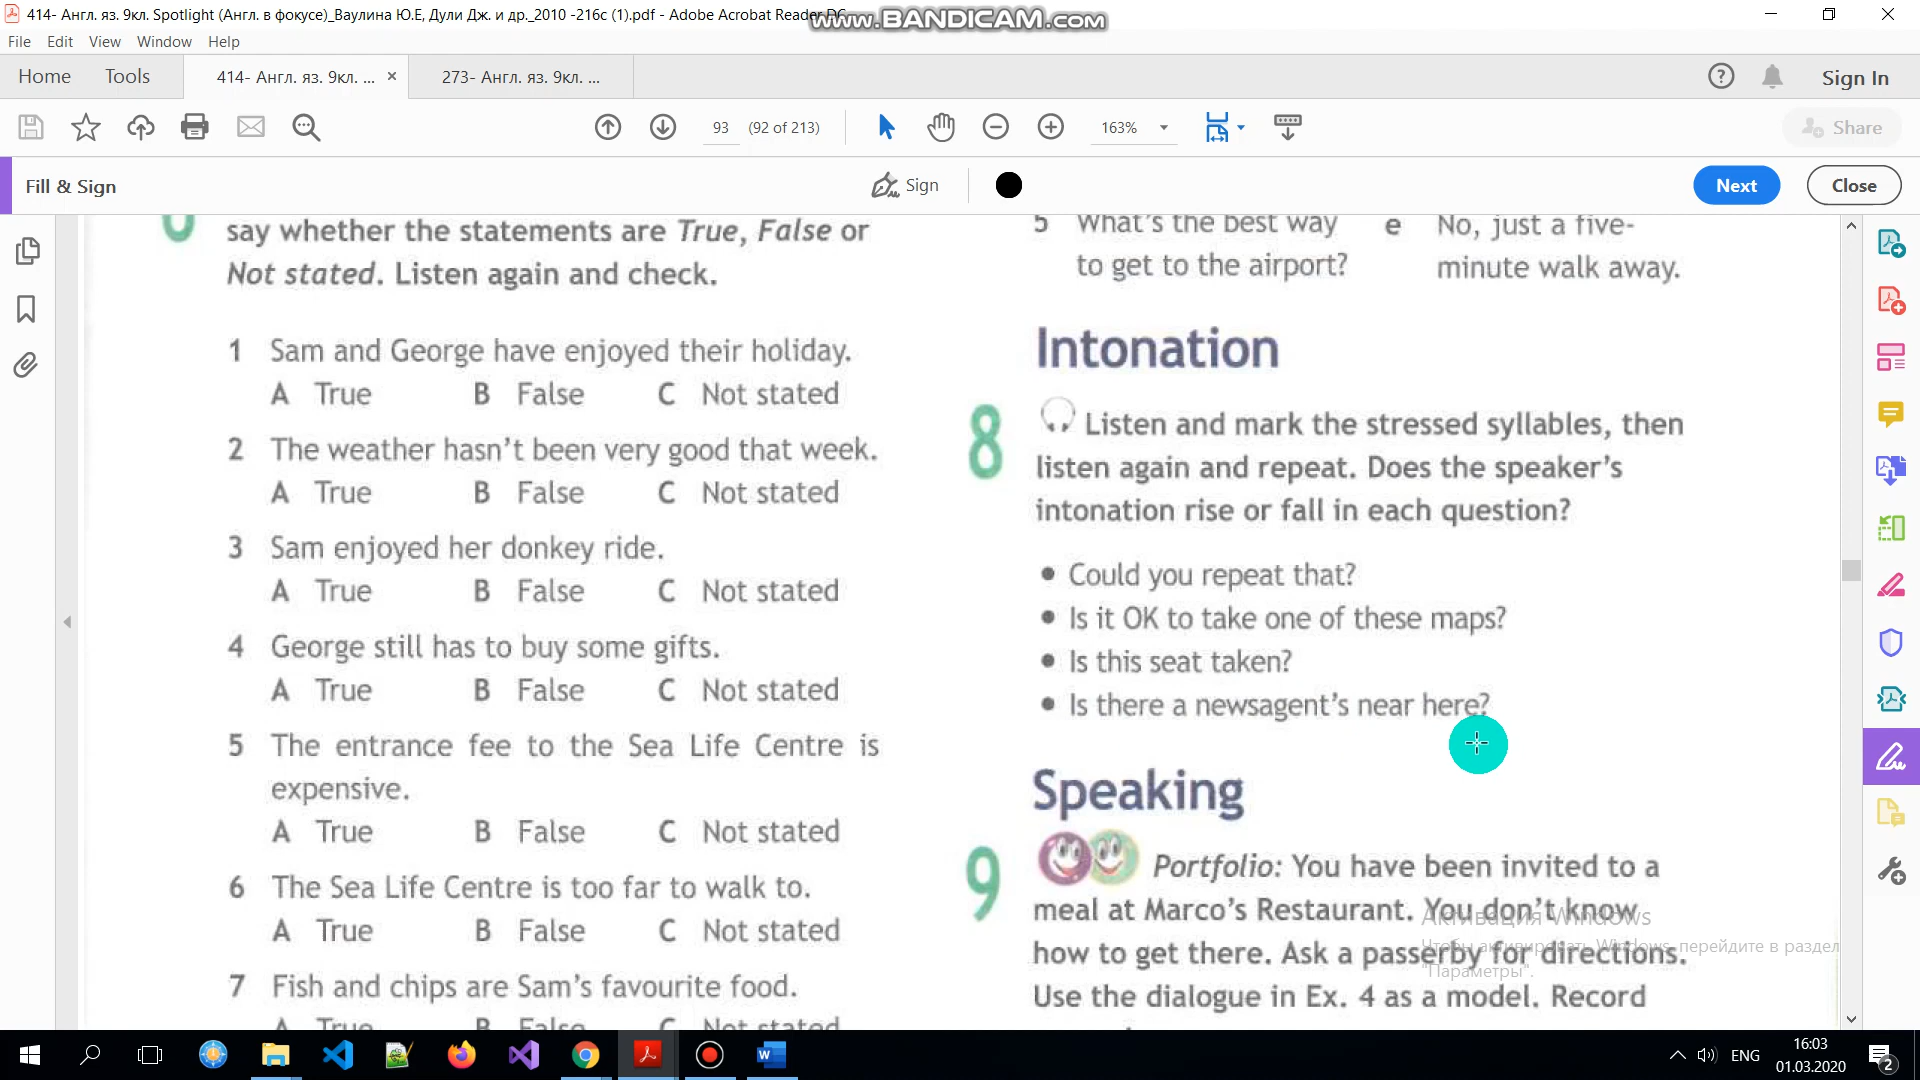 414- Англ. яз. 9кл. Spotlight (Англ. в фокусе)_Ваулина Ю.Е, Дули Дж. и др._2010 -216с (1).pdf - Adobe Acrobat Reader DC
www.BANDICAM.com
File Edit View Window Help
Home Tools 414- Англ. яз. 9кл. ... × 273- Англ. яз. 9кл. ... Sign In
93 (92 of 213) 163% Share
Fill & Sign Sign Next Close
say whether the statements are True, False or
Not stated. Listen again and check.
1 Sam and George have enjoyed their holiday.
A True B False C Not stated
2 The weather hasn't been very good that week.
A True B False C Not stated
3 Sam enjoyed her donkey ride.
A True B False C Not stated
4 George still has to buy some gifts.
A True B False C Not stated
5 The entrance fee to the Sea Life Centre is
expensive.
A True B False C Not stated
6 The Sea Life Centre is too far to walk to.
A True B False C Not stated
7 Fish and chips are Sam's favourite food.
A True B False C Not stated
5 What's the best way
to get to the airport?
e No, just a five-
minute walk away.
Intonation
8 Listen and mark the stressed syllables, then
listen again and repeat. Does the speaker's
intonation rise or fall in each question?
• Could you repeat that?
• Is it OK to take one of these maps?
• Is this seat taken?
• Is there a newsagent's near here?
Speaking
9 Portfolio: You have been invited to a
meal at Marco's Restaurant. You don't know
how to get there. Ask a passerby for directions.
Use the dialogue in Ex. 4 as a model. Record
Активация Windows
Чтобы активировать Windows, перейдите в раздел
"Параметры".
ENG
16:03
01.03.2020
2